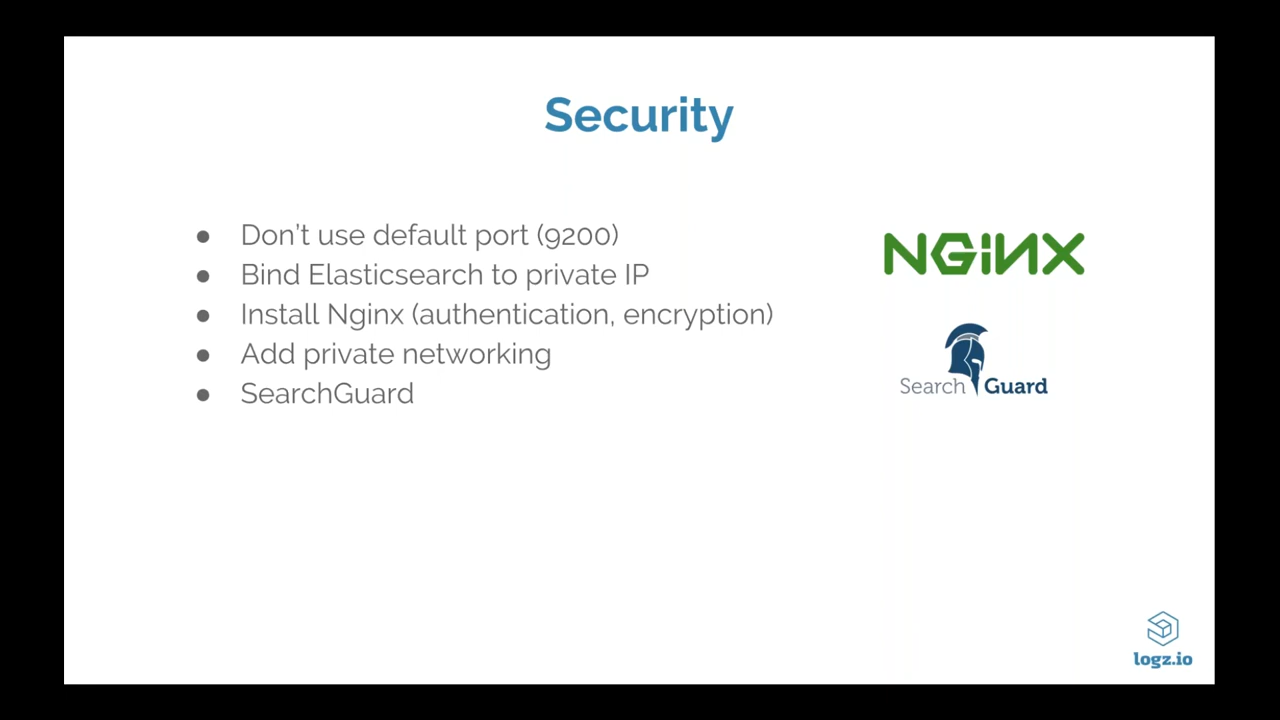 Security
● Don't use default port (9200)
● Bind Elasticsearch to private IP
● Install Nginx (authentication, encryption)
● Add private networking
● SearchGuard
NGiNX
Search Guard
logz.io